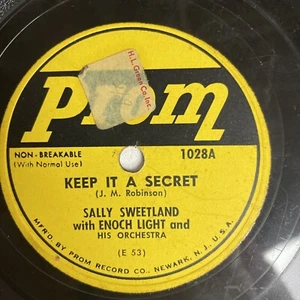 H.L. Green Co., Inc.
Prom
NON - BREAKABLE
(With Normal Use)
1028A
KEEP IT A SECRET
(J. M. Robinson)
SALLY SWEETLAND
with ENOCH LIGHT and
HIS ORCHESTRA
(E 53)
MF'G. BY PROM RECORD CO., NEWARK, N. J., U.S.A.